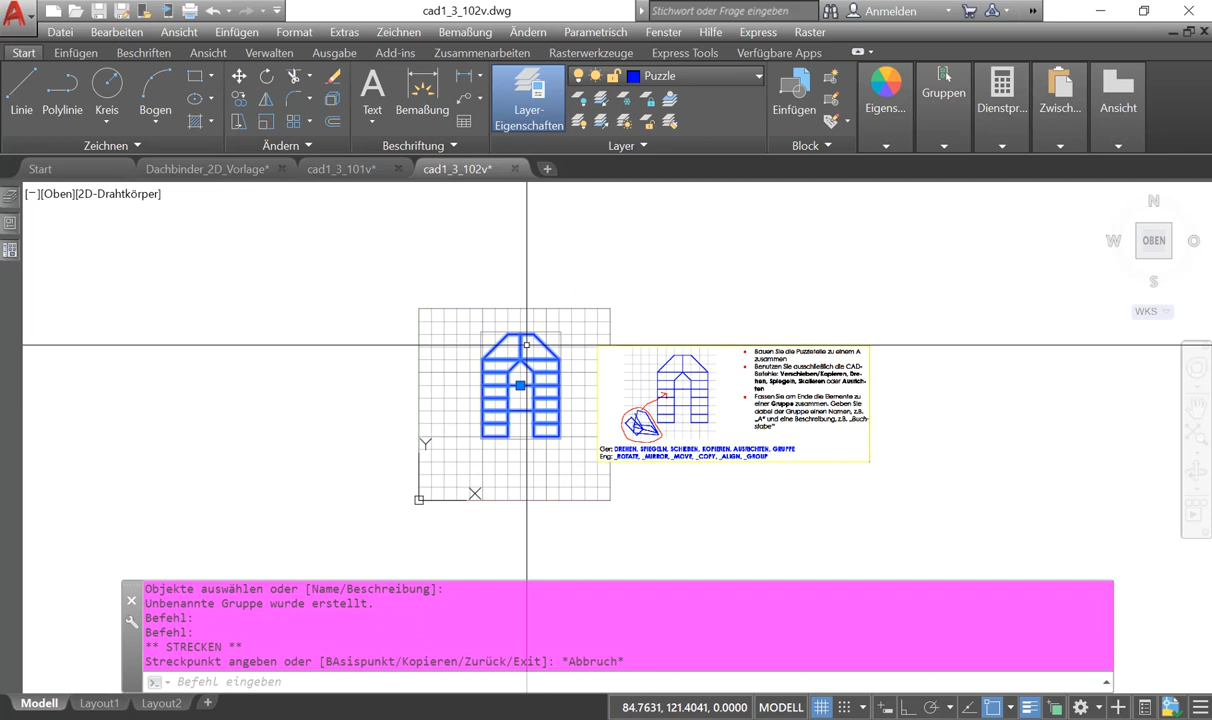 cad1_3_102v.dwg
Stichwort oder Frage eingeben
Anmelden
Datei Bearbeiten Ansicht Einfügen Format Extras Zeichnen Bemaßung Ändern Parametrisch Fenster Hilfe Express Raster
Start Einfügen Beschriften Ansicht Verwalten Ausgabe Add-ins Zusammenarbeiten Rasterwerkzeuge Express Tools Verfügbare Apps
Puzzle
Linie Polylinie Kreis Bogen Text Bemaßung Layer-
Eigenschaften
Einfügen Eigens... Gruppen Dienstpr... Zwisch... Ansicht
Zeichnen Ändern Beschriftung Layer Block
Start Dachbinder_2D_Vorlage* cad1_3_101v* cad1_3_102v*
[−][Oben][2D-Drahtkörper]
N
W OBEN O
S
WKS
Bauen Sie die Puzzleteile zu einem A
zusammen
Benutzen Sie ausschließlich die CAD-
Befehle: Verschieben/Kopieren, Dre-
hen, Spiegeln, Skalieren oder Ausrich-
ten
Fassen Sie am Ende die Elemente zu
einer Gruppe zusammen. Geben Sie
dabei der Gruppe einen Namen, z.B.
„A" und eine Beschreibung, z.B. „Buch-
stabe"
Ger: DREHEN, SPIEGELN, SCHIEBEN, KOPIEREN, AUSRICHTEN, GRUPPE
Eng: _ROTATE, _MIRROR, _MOVE, _COPY, _ALIGN, _GROUP
Y
X
Objekte auswählen oder [Name/Beschreibung]:
Unbenannte Gruppe wurde erstellt.
Befehl:
Befehl:
** STRECKEN **
Streckpunkt angeben oder [BAsispunkt/Kopieren/Zurück/Exit]: *Abbruch*
Befehl eingeben
Modell Layout1 Layout2
84.7631, 121.4041, 0.0000 MODELL